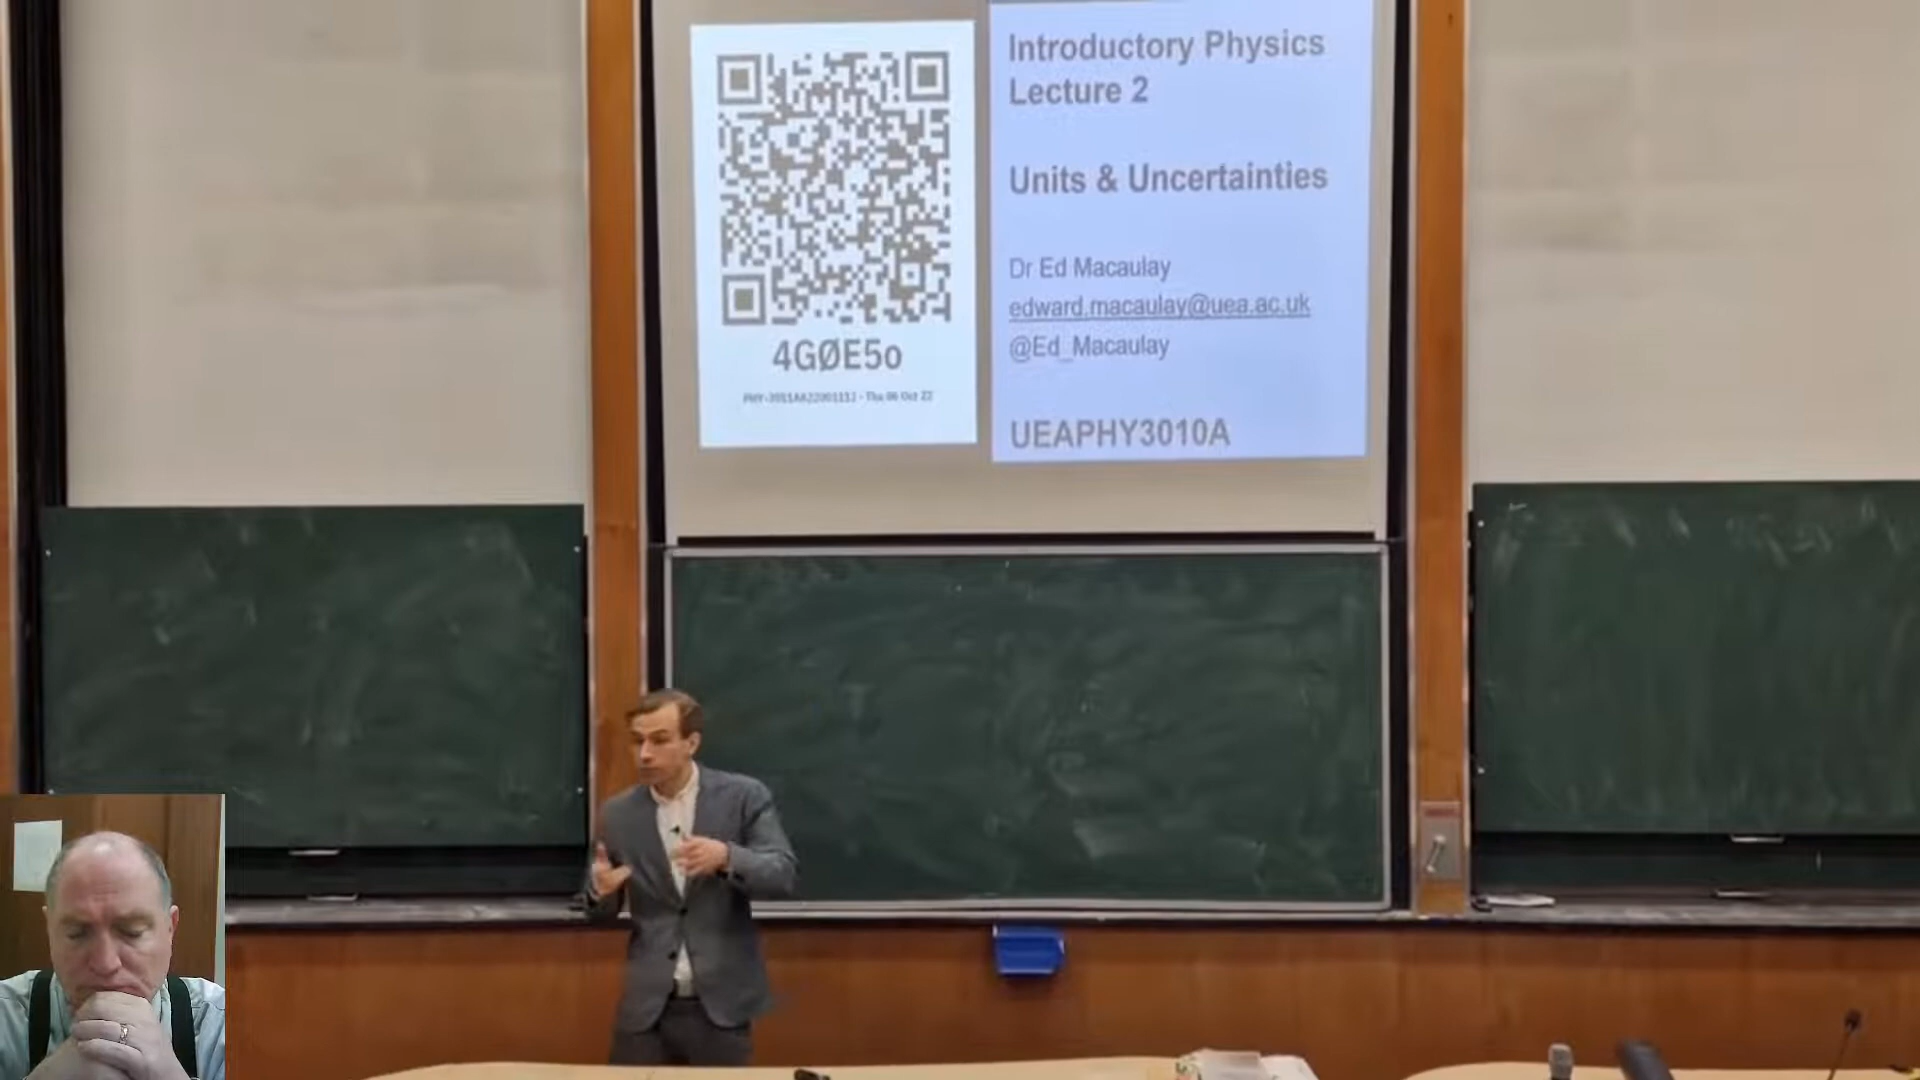 4GØE5o
Introductory Physics
Lecture 2
Units & Uncertainties
Dr Ed Macaulay
edward.macaulay@uea.ac.uk
@Ed_Macaulay
UEAPHY3010A